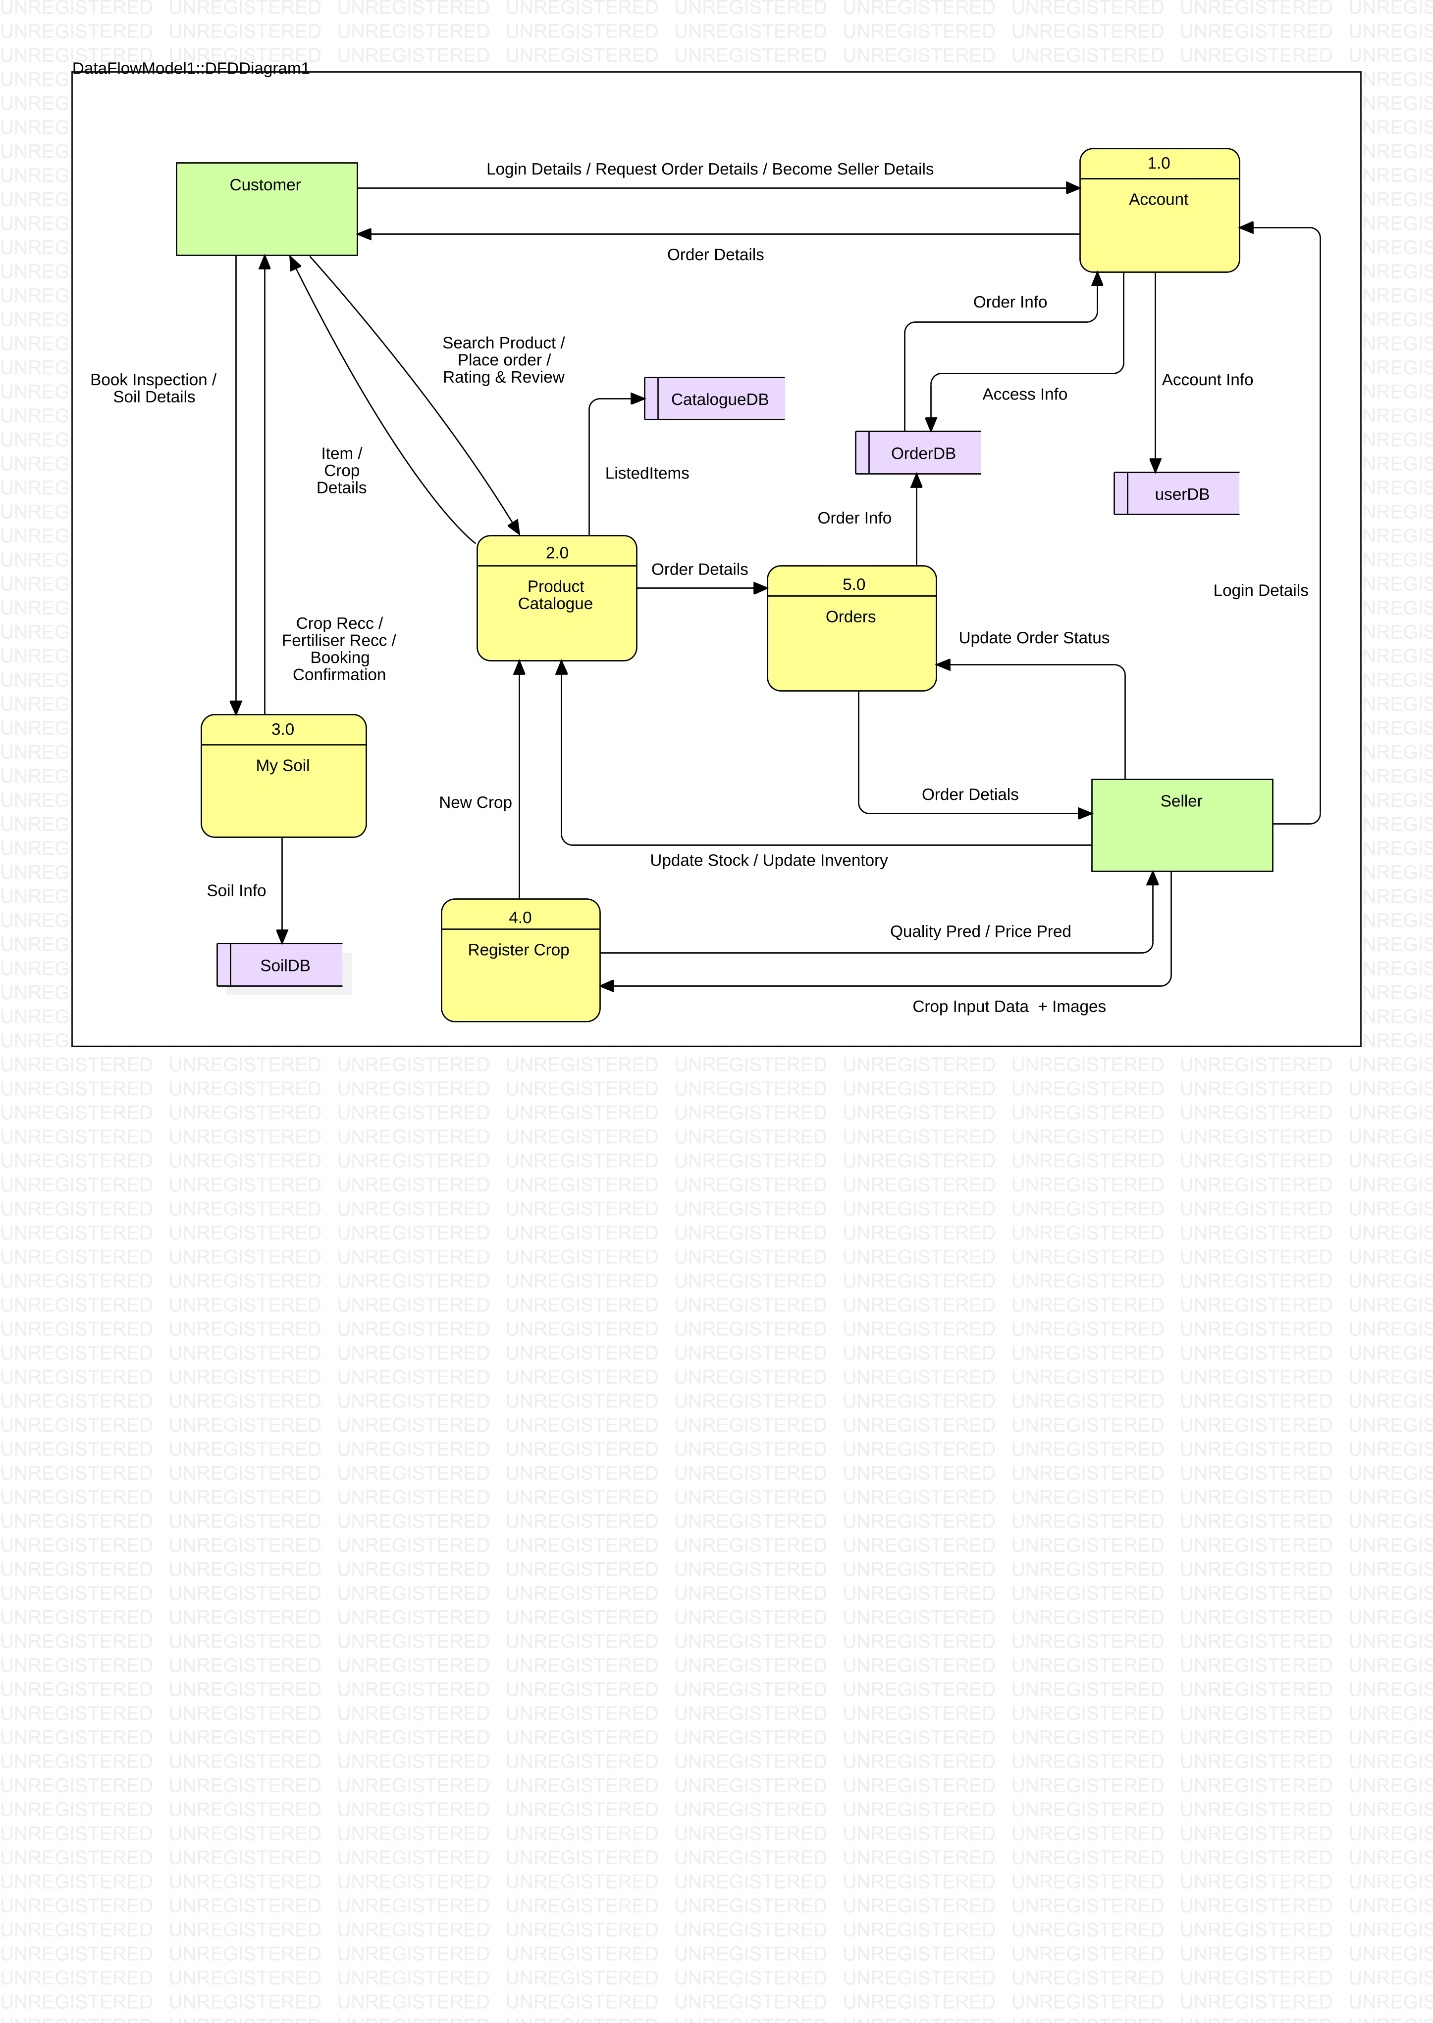 DataFlowModel1::DFDDiagram1
Customer
Login Details / Request Order Details / Become Seller Details
1.0
Account
Order Details
Order Info
Search Product /
Place order /
Rating & Review
Book Inspection /
Soil Details
CatalogueDB
Access Info
Account Info
Item /
Crop
Details
ListedItems
OrderDB
userDB
Order Info
2.0
Product
Catalogue
Order Details
5.0
Orders
Login Details
Crop Recc /
Fertiliser Recc /
Booking
Confirmation
Update Order Status
3.0
My Soil
New Crop
Order Detials
Seller
Update Stock / Update Inventory
Soil Info
4.0
Register Crop
Quality Pred / Price Pred
SoilDB
Crop Input Data  + Images
UNREGISTERED